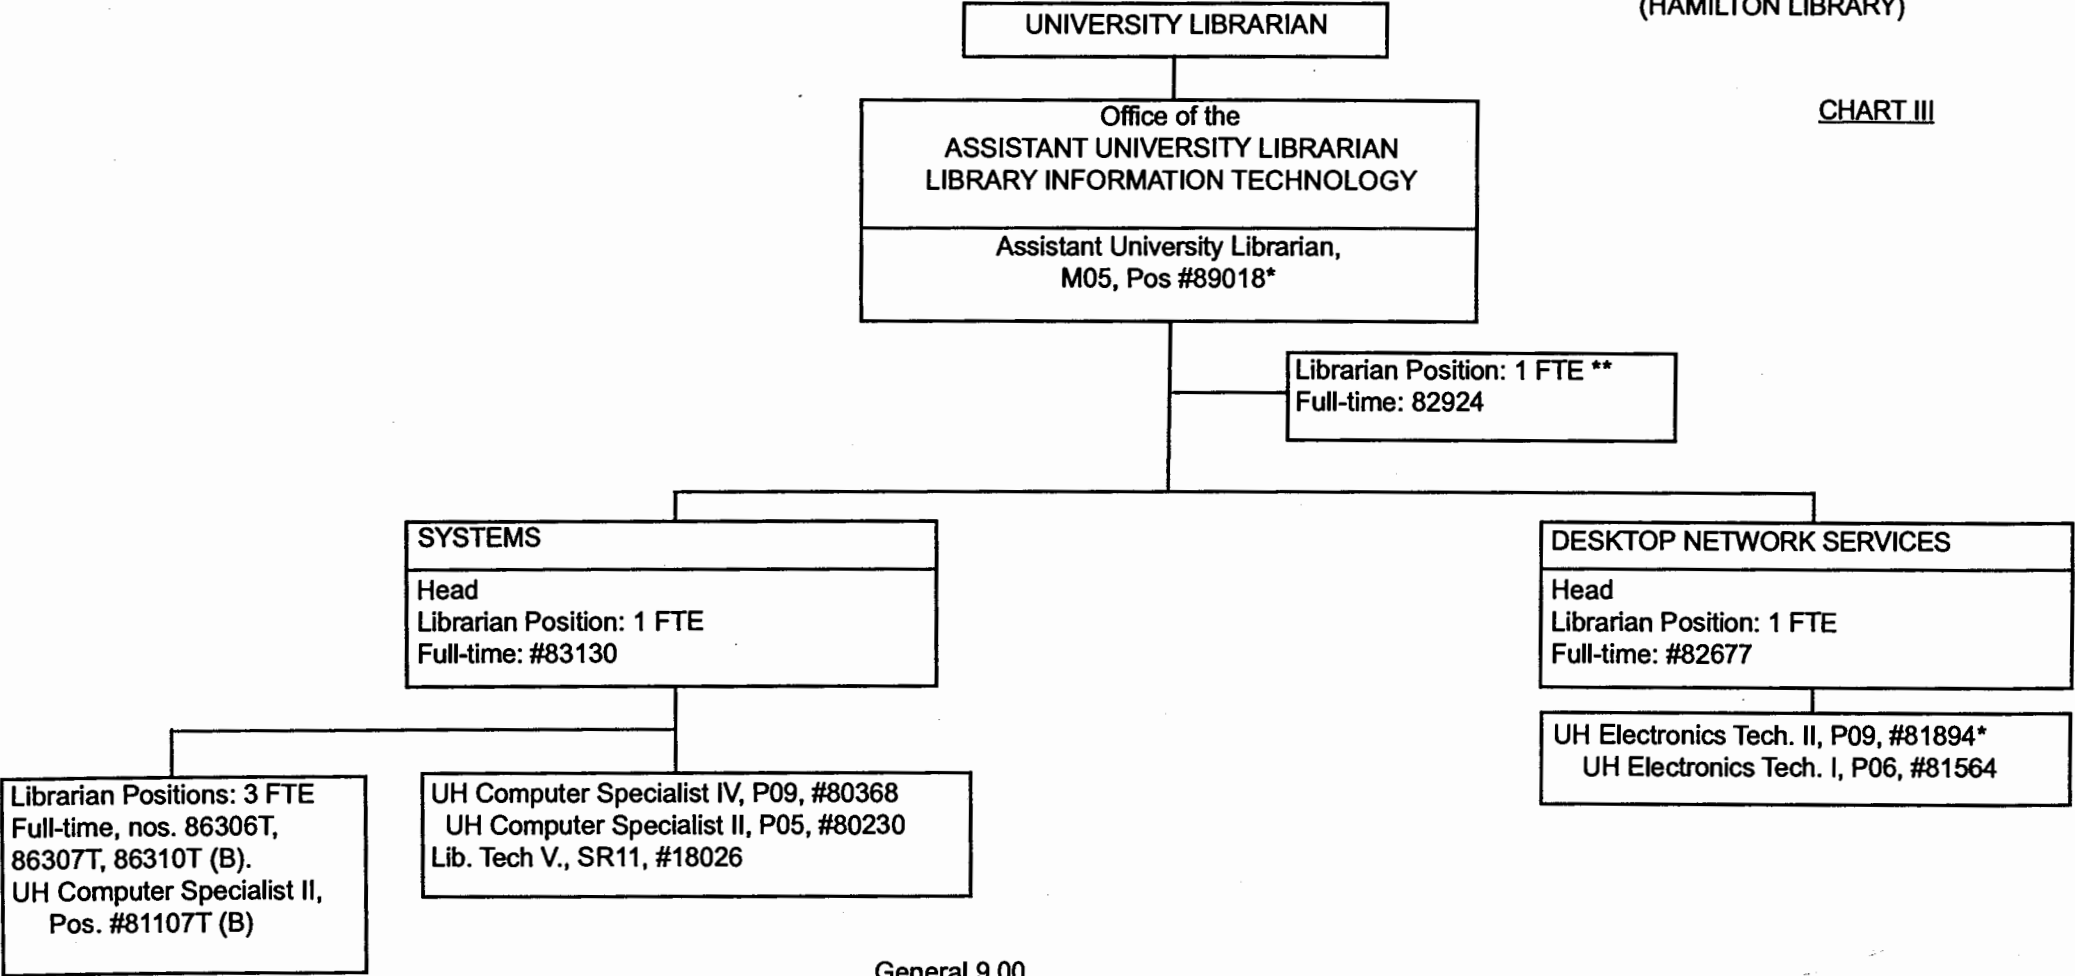 (HAMILTON LIBRARY)
UNIVERSITY LIBRARIAN
CHART III
Office of the
ASSISTANT UNIVERSITY LIBRARIAN
LIBRARY INFORMATION TECHNOLOGY
Assistant University Librarian,
M05, Pos #89018*
Librarian Position: 1 FTE **
Full-time: 82924
SYSTEMS
Head
Librarian Position: 1 FTE
Full-time: #83130
DESKTOP NETWORK SERVICES
Head
Librarian Position: 1 FTE
Full-time: #82677
Librarian Positions: 3 FTE
Full-time, nos. 86306T,
86307T, 86310T (B).
UH Computer Specialist II,
Pos. #81107T (B)
UH Computer Specialist IV, P09, #80368
UH Computer Specialist II, P05, #80230
Lib. Tech V., SR11, #18026
UH Electronics Tech. II, P09, #81894*
UH Electronics Tech. I, P06, #81564
General 9.00